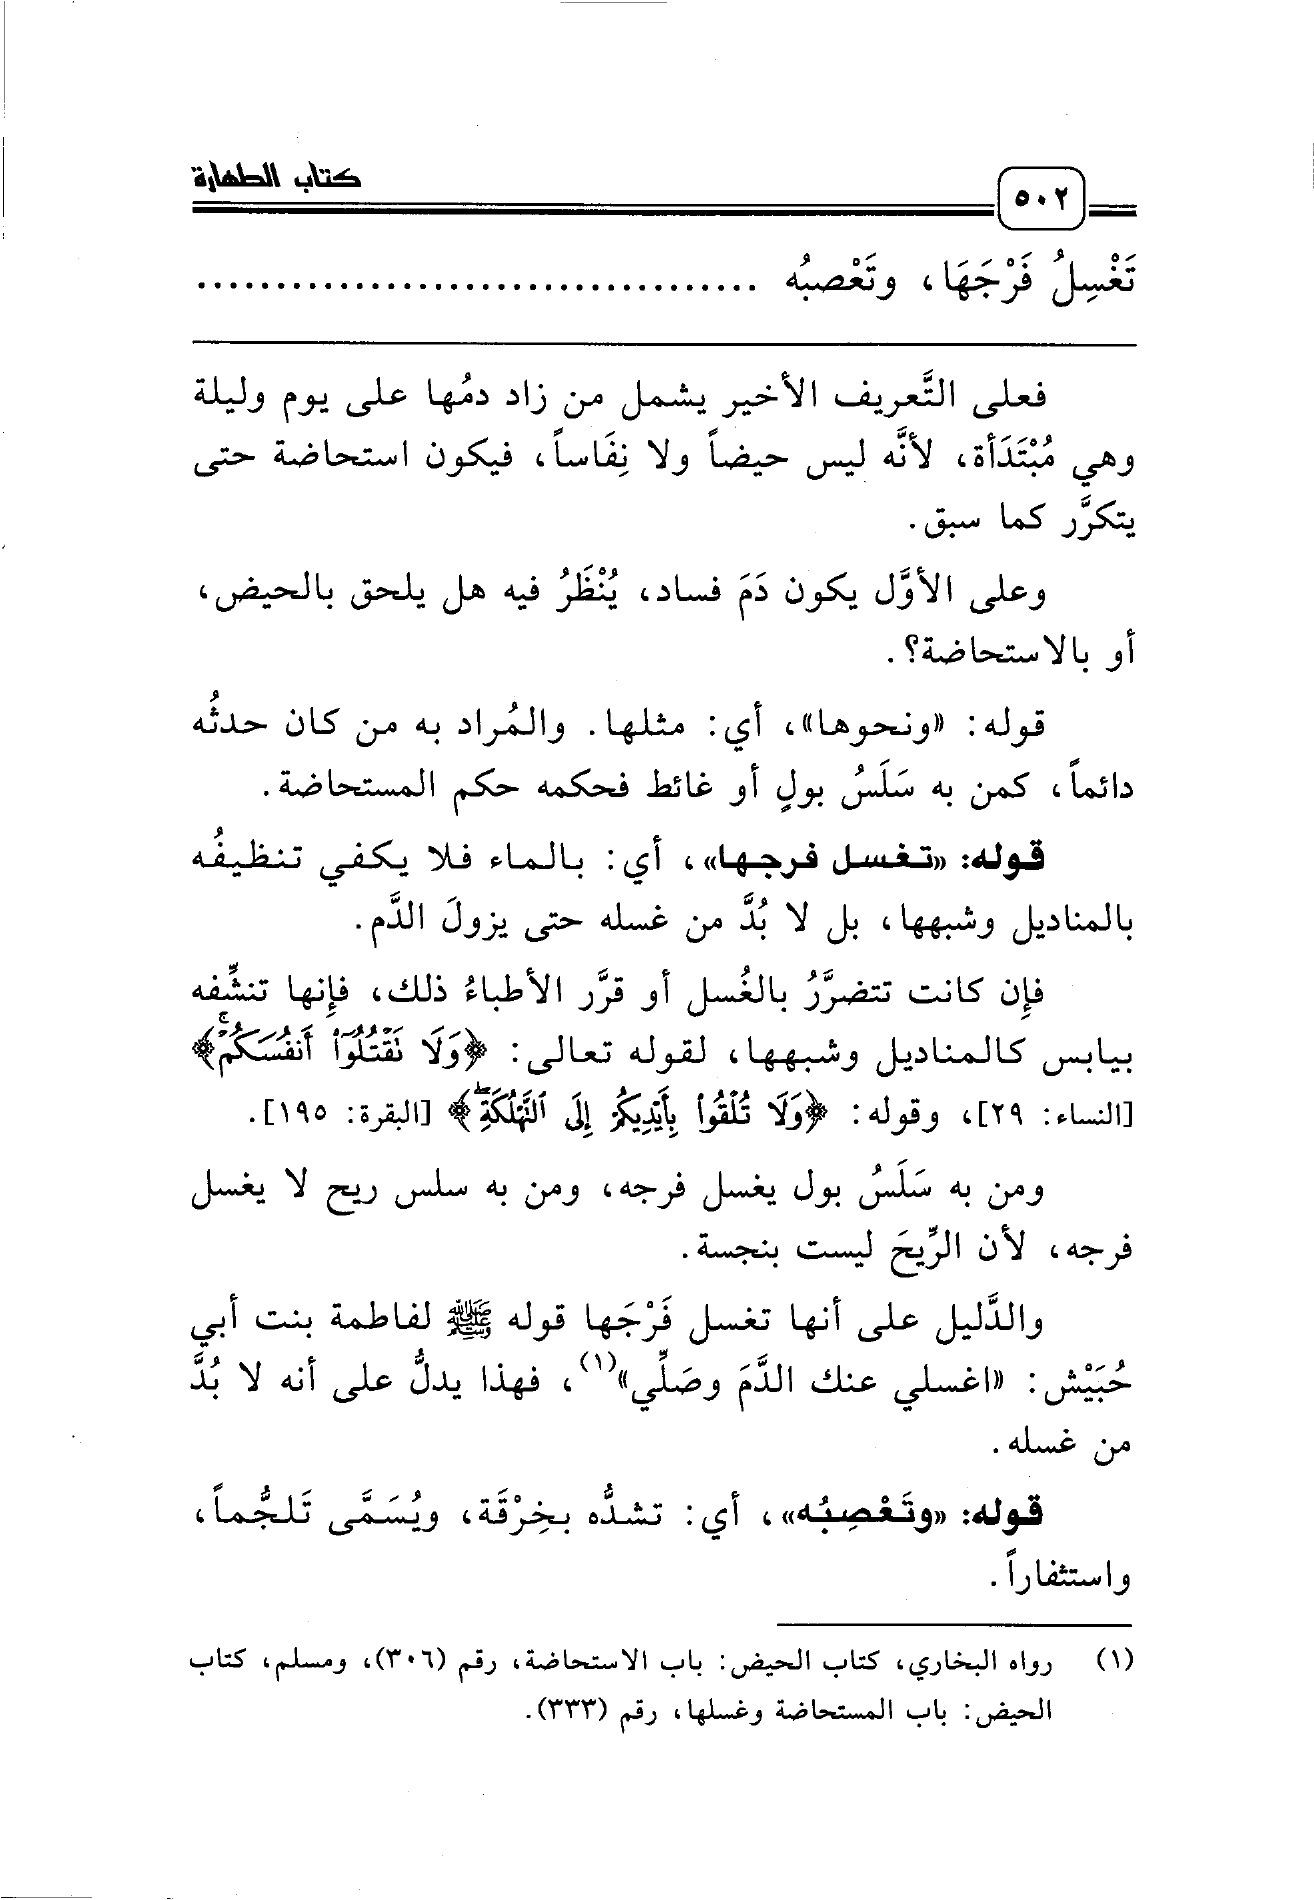 كتاب الطهارة
٥٠٢
تَغْسِلُ فَرْجَهَا، وتَعْصبُه ...................................
فعلى التَّعريف الأخير يشمل من زاد دمُها على يوم وليلة
وهي مُبْتَدَأة، لأنَّه ليس حيضاً ولا نِفَاساً، فيكون استحاضة حتى
يتكرَّر كما سبق.
وعلى الأوَّل يكون دَمَ فساد، يُنْظَرُ فيه هل يلحق بالحيض،
أو بالاستحاضة؟.
قوله: «ونحوها»، أي: مثلها. والمُراد به من كان حدثُه
دائماً، كمن به سَلَسُ بولٍ أو غائط فحكمه حكم المستحاضة.
قوله: «تغسل فرجها»، أي: بالماء فلا يكفي تنظيفُه
بالمناديل وشبهها، بل لا بُدَّ من غسله حتى يزولَ الدَّم.
فإن كانت تتضرَّرُ بالغُسل أو قرَّر الأطباءُ ذلك، فإنها تنشِّفه
بيابس كالمناديل وشبهها، لقوله تعالى: ﴿وَلَا نَقْتُلُوٓا۟ أَنفُسَكُمْۚ﴾
[النساء: ٢٩]، وقوله: ﴿وَلَا تُلْقُوا۟ بِأَيْدِيكُمْ إِلَى ٱلتَّهْلُكَةِۖ﴾ [البقرة: ١٩٥].
ومن به سَلَسُ بول يغسل فرجه، ومن به سلس ريح لا يغسل
فرجه، لأن الرِّيحَ ليست بنجسة.
والدَّليل على أنها تغسل فَرْجَها قوله ﷺ لفاطمة بنت أبي
حُبَيْش: «اغسلي عنك الدَّمَ وصَلِّي»(١)، فهذا يدلُّ على أنه لا بُدَّ
من غسله.
قوله: «وتَعْصِبُه»، أي: تشدُّه بخِرْقَة، ويُسَمَّى تَلجُّماً،
واستثفاراً.
(١) رواه البخاري، كتاب الحيض: باب الاستحاضة، رقم (٣٠٦)، ومسلم، كتاب
الحيض: باب المستحاضة وغسلها، رقم (٣٣٣).